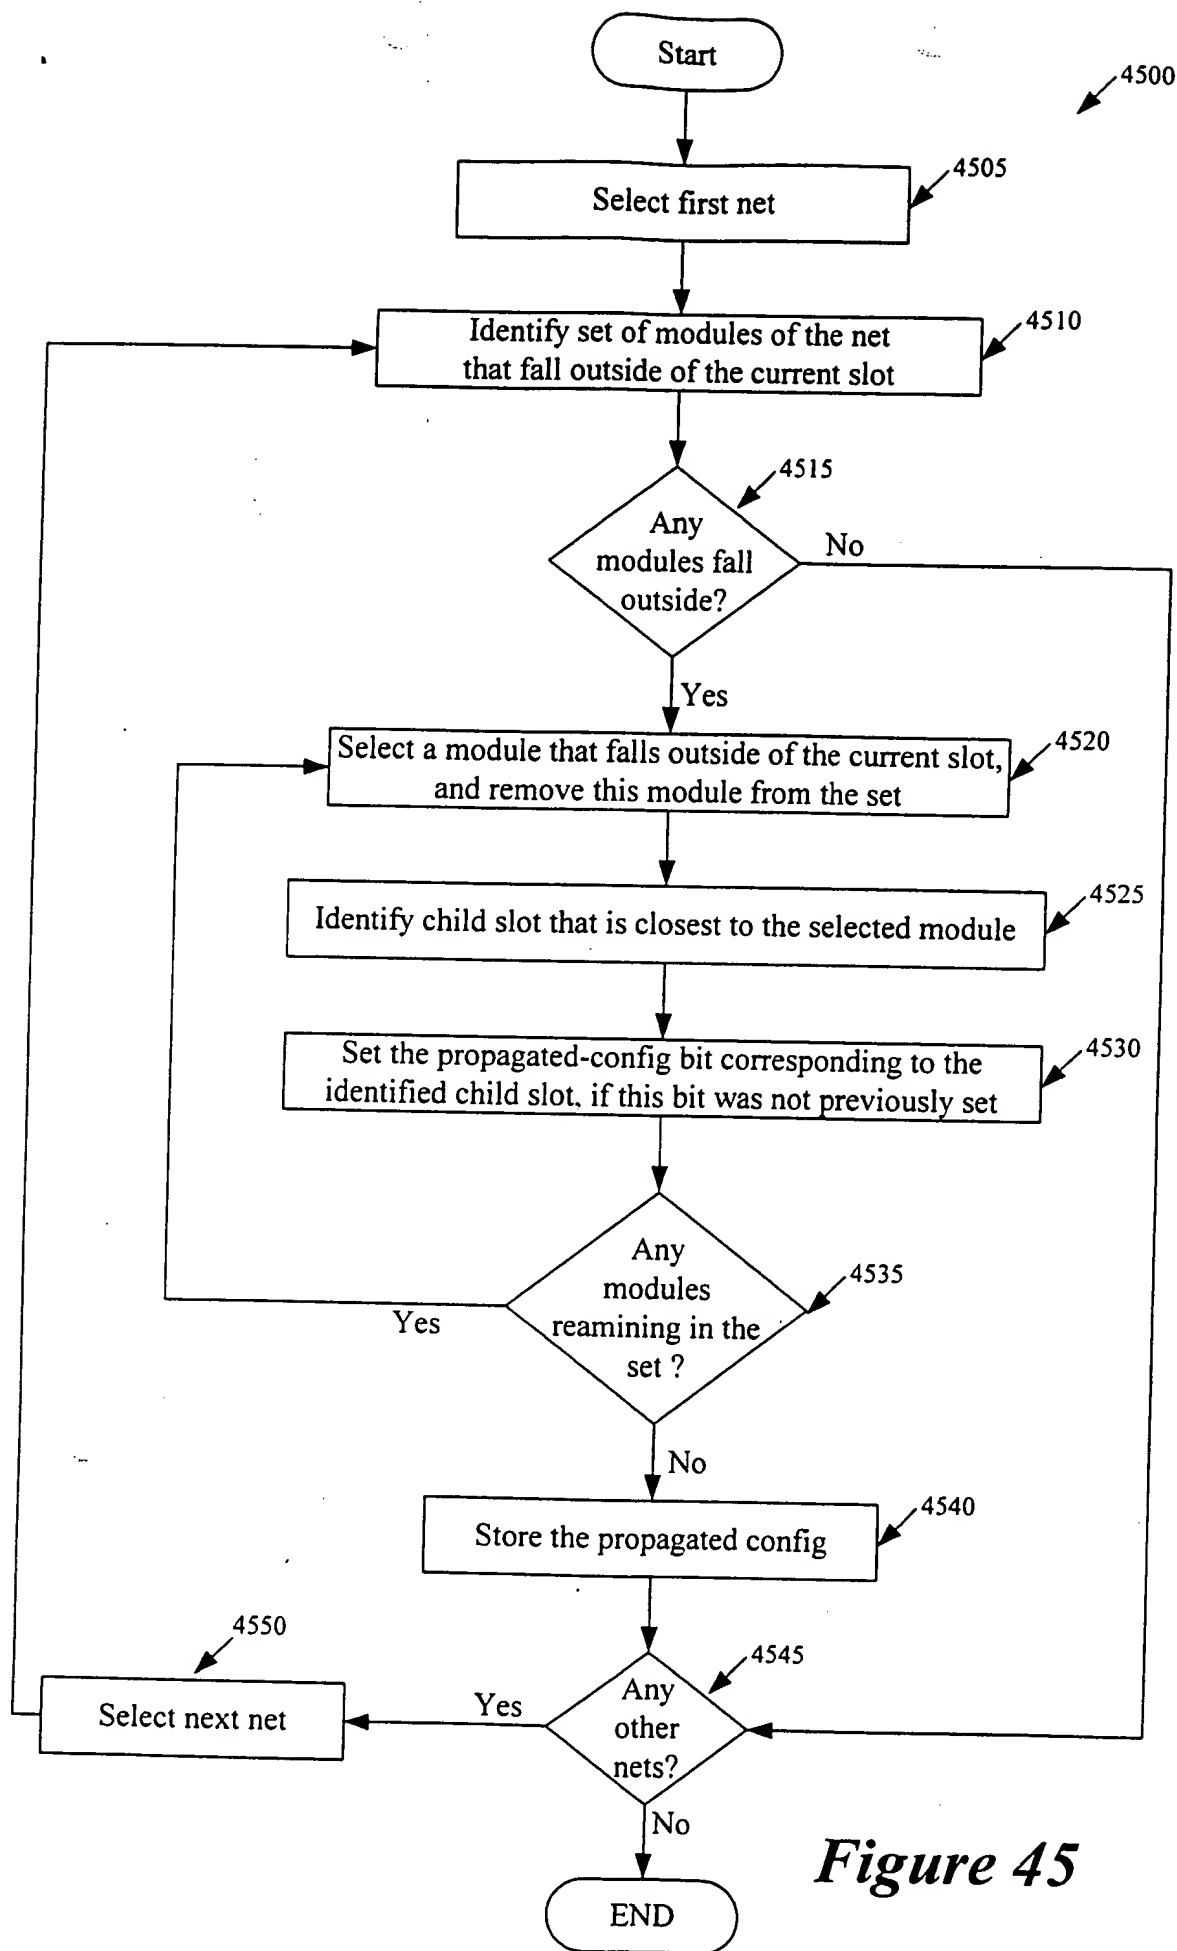 Start
4500
4505
Select first net
4510
Identify set of modules of the net
that fall outside of the current slot
4515
Any
modules fall
outside?
No
Yes
4520
Select a module that falls outside of the current slot,
and remove this module from the set
4525
Identify child slot that is closest to the selected module
4530
Set the propagated-config bit corresponding to the
identified child slot, if this bit was not previously set
4535
Any
modules
reamining in the
set ?
Yes
No
4540
Store the propagated config
4550
Select next net
4545
Any
other
nets?
Yes
No
END
Figure 45